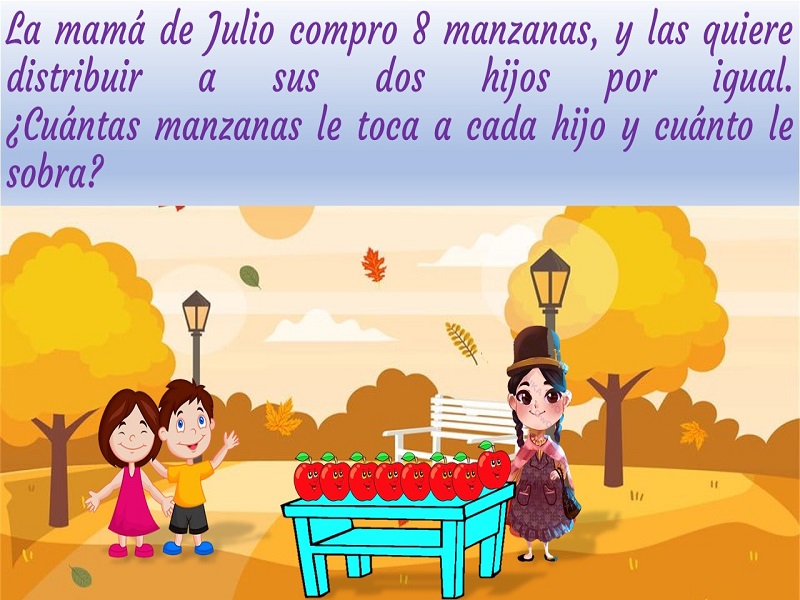 La mamá de Julio compro 8 manzanas, y las quiere
distribuir a sus dos hijos por igual.
¿Cuántas manzanas le toca a cada hijo y cuánto le
sobra?